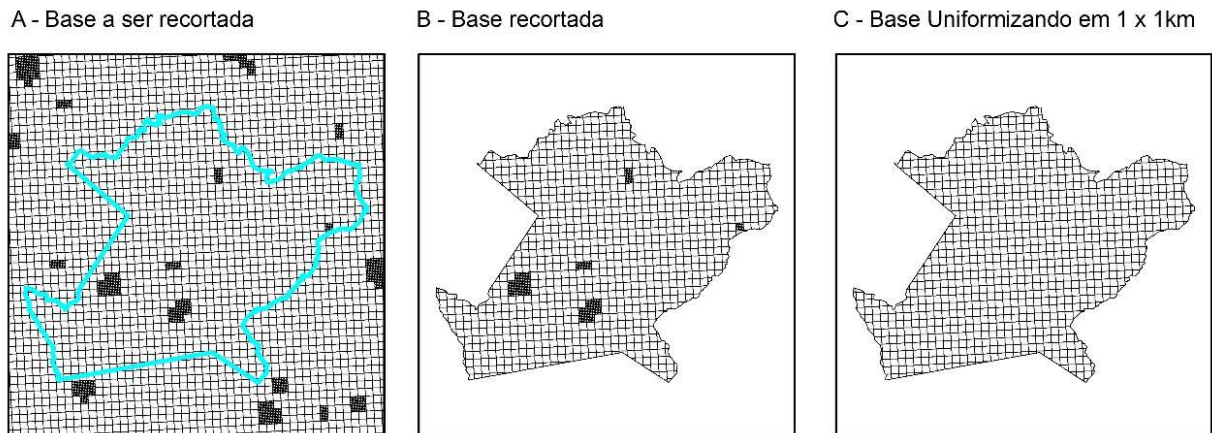 A - Base a ser recortada
B - Base recortada
C - Base Uniformizando em 1 x 1km